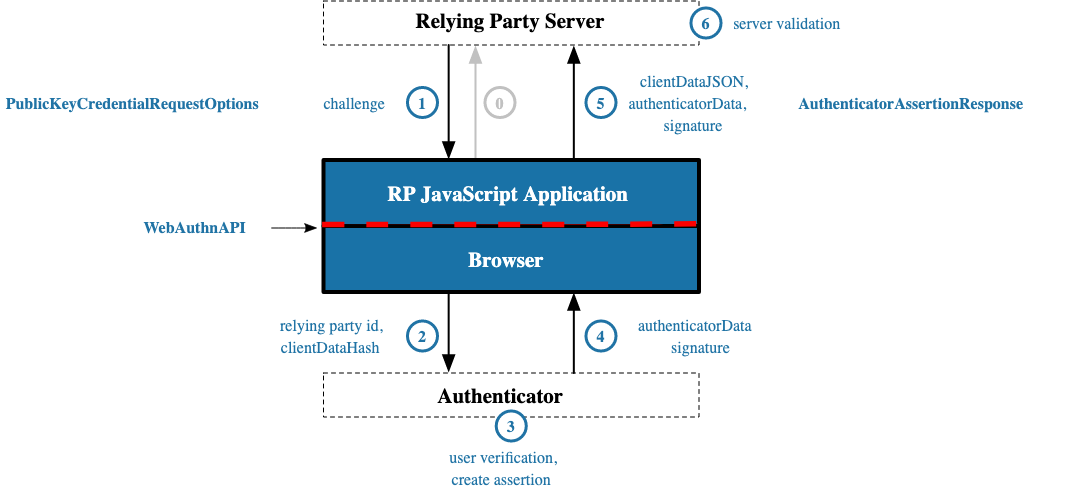 Relying Party Server
6 server validation
PublicKeyCredentialRequestOptions
challenge 1
0
5 clientDataJSON,
authenticatorData,
signature
AuthenticatorAssertionResponse
RP JavaScript Application
WebAuthnAPI
Browser
relying party id,
clientDataHash
2
4 authenticatorData
signature
Authenticator
3
user verification,
create assertion